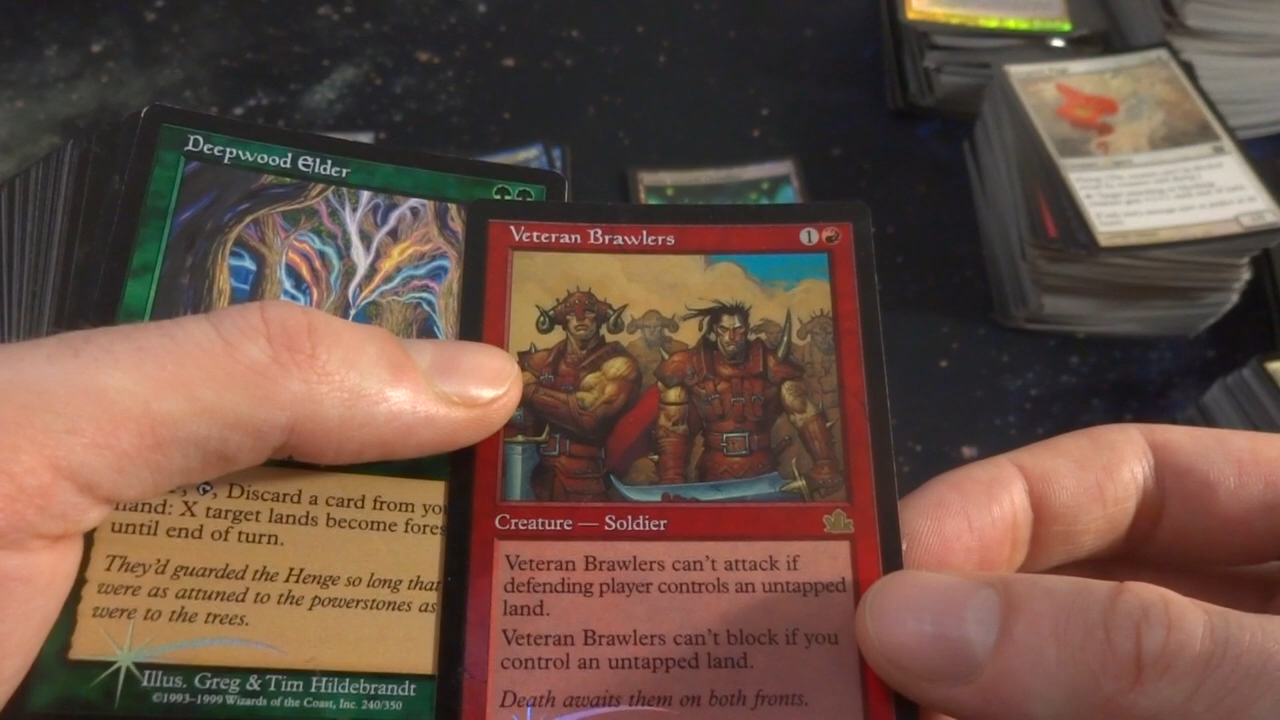 Deepwood Elder
, Discard a card from yo
hand: X target lands become fores
until end of turn.
They'd guarded the Henge so long that
were as attuned to the powerstones as
were to the trees.
Illus. Greg & Tim Hildebrandt
©1993–1999 Wizards of the Coast, Inc. 240/350
Veteran Brawlers
1
Creature — Soldier
Veteran Brawlers can't attack if
defending player controls an untapped
land.
Veteran Brawlers can't block if you
control an untapped land.
Death awaits them on both fronts.